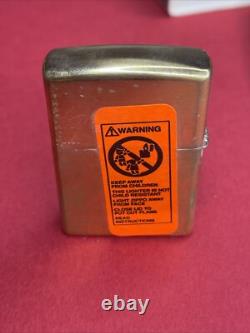 WARNING
KEEP AWAY
FROM CHILDREN
THIS LIGHTER IS NOT
CHILD RESISTANT
LIGHT ZIPPO AWAY
FROM FACE
CLOSE LID TO
PUT OUT FLAME
READ
INSTRUCTIONS